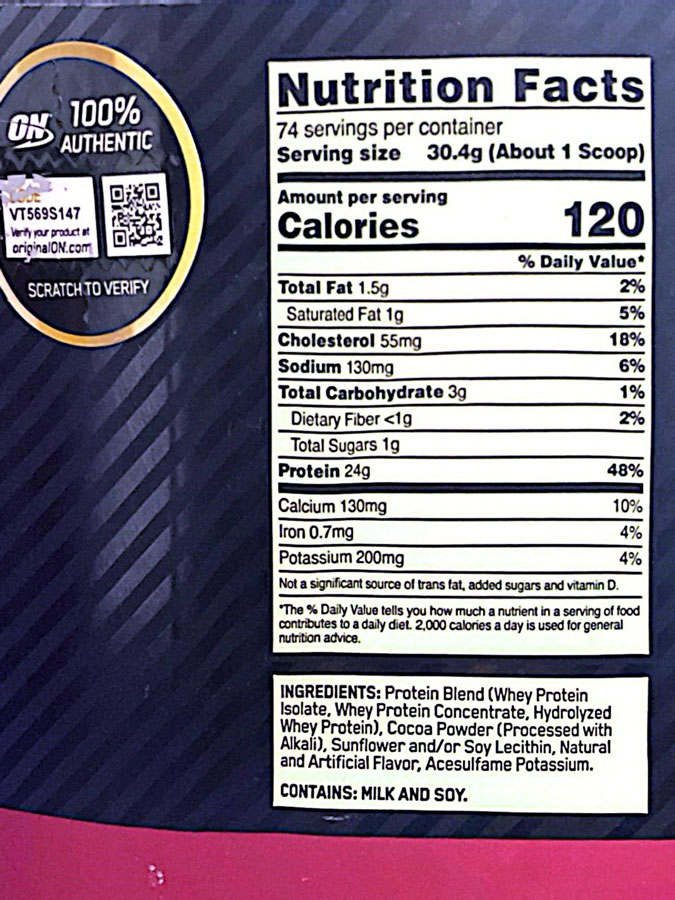 ON 100%
AUTHENTIC
VT569S147
Verify your product at
originalON.com
SCRATCH TO VERIFY
Nutrition Facts
74 servings per container
Serving size 30.4g (About 1 Scoop)
Amount per serving
Calories 120
% Daily Value*
Total Fat 1.5g 2%
Saturated Fat 1g 5%
Cholesterol 55mg 18%
Sodium 130mg 6%
Total Carbohydrate 3g 1%
Dietary Fiber <1g 2%
Total Sugars 1g
Protein 24g 48%
Calcium 130mg 10%
Iron 0.7mg 4%
Potassium 200mg 4%
Not a significant source of trans fat, added sugars and vitamin D.
*The % Daily Value tells you how much a nutrient in a serving of food
contributes to a daily diet. 2,000 calories a day is used for general
nutrition advice.
INGREDIENTS: Protein Blend (Whey Protein
Isolate, Whey Protein Concentrate, Hydrolyzed
Whey Protein), Cocoa Powder (Processed with
Alkali), Sunflower and/or Soy Lecithin, Natural
and Artificial Flavor, Acesulfame Potassium.
CONTAINS: MILK AND SOY.